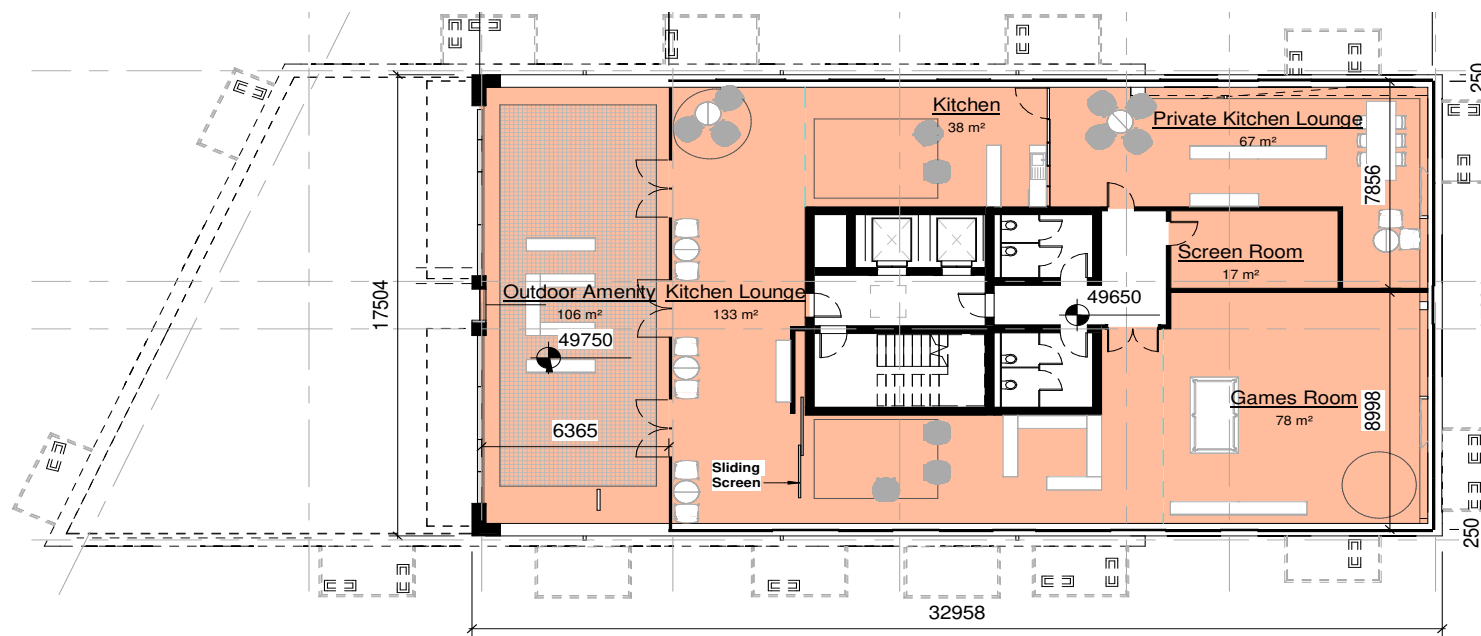 250
Kitchen
38 m²
Private Kitchen Lounge
67 m²
7856
Screen Room
17 m²
Outdoor Amenity
106 m²
Kitchen Lounge
133 m²
49650
17504
49750
Games Room
78 m²
8998
6365
Sliding
Screen
250
32958